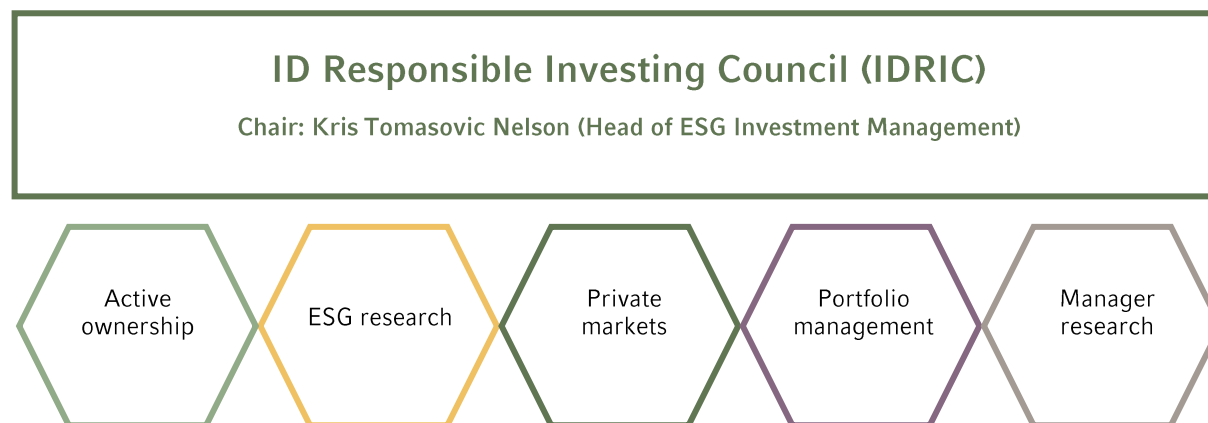 ID Responsible Investing Council (IDRIC)
Chair: Kris Tomasovic Nelson (Head of ESG Investment Management)
Active
ownership
ESG research
Private
markets
Portfolio
management
Manager
research